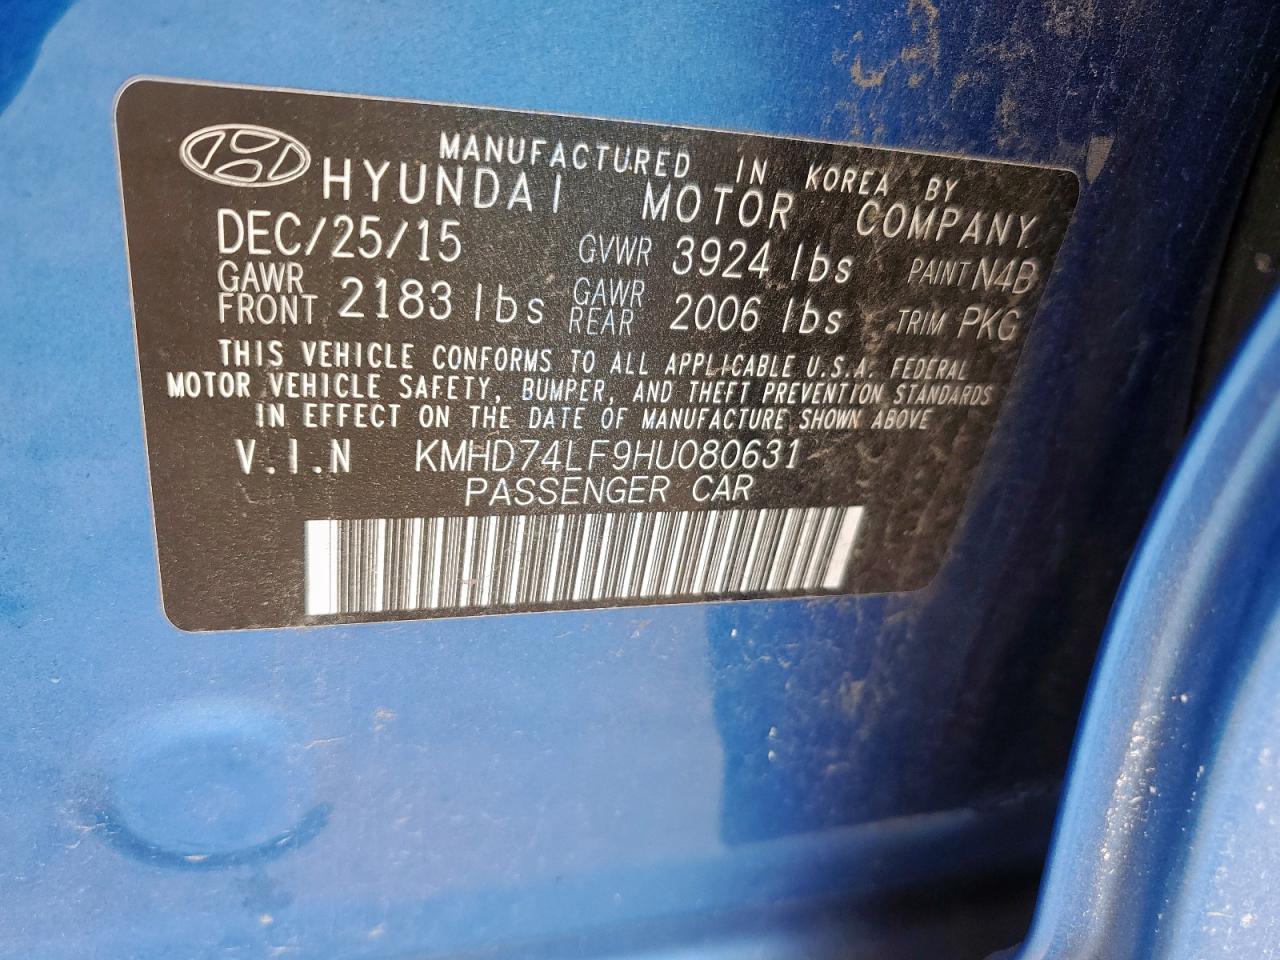 MANUFACTURED IN KOREA BY
HYUNDAI MOTOR COMPANY
DEC/25/15 GVWR 3924 lbs PAINT N4B
GAWR FRONT 2183 lbs GAWR REAR 2006 lbs TRIM PKG
THIS VEHICLE CONFORMS TO ALL APPLICABLE U.S.A. FEDERAL
MOTOR VEHICLE SAFETY, BUMPER, AND THEFT PREVENTION STANDARDS
IN EFFECT ON THE DATE OF MANUFACTURE SHOWN ABOVE
V.I.N KMHD74LF9HU080631
PASSENGER CAR